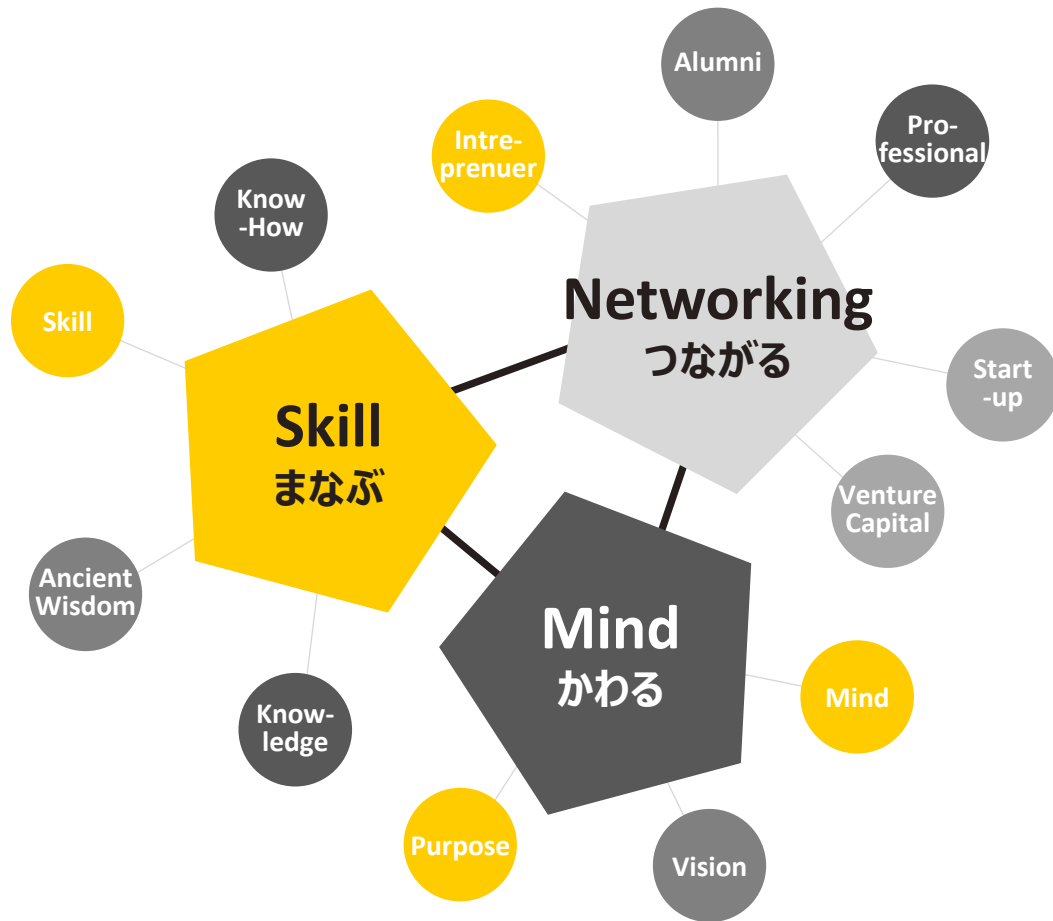 Alumni
Pro-
fessional
Intre-
prenuer
Know
-How
Skill
Networking
つながる
Start
-up
Skill
まなぶ
Venture
Capital
Ancient
Wisdom
Mind
かわる
Mind
Know-
ledge
Purpose
Vision